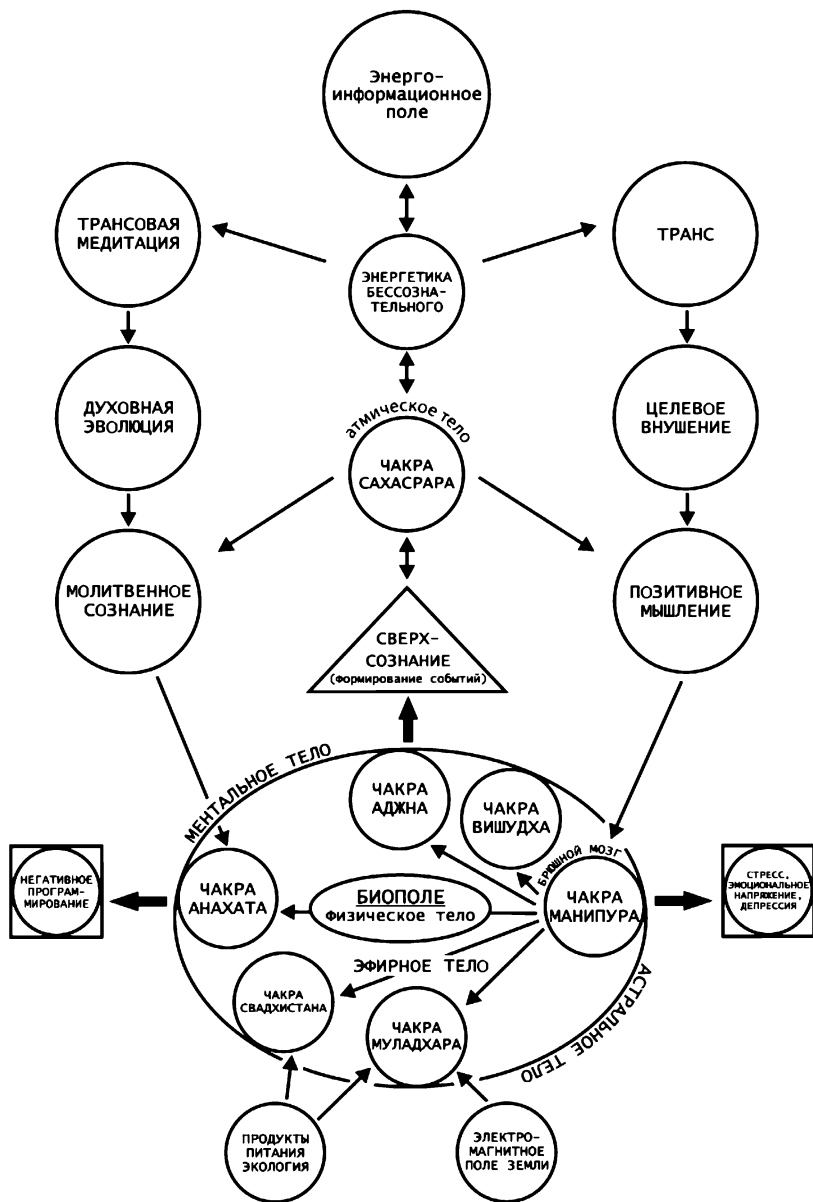 Энерго-
информационное
поле
ТРАНСОВАЯ
МЕДИТАЦИЯ
ТРАНС
ЭНЕРГЕТИКА
БЕССОЗНА-
ТЕЛЬНОГО
ДУХОВНАЯ
ЭВОЛЮЦИЯ
ЦЕЛЕВОЕ
ВНУШЕНИЕ
атмическое тело
ЧАКРА
САХАСРАРА
МОЛИТВЕННОЕ
СОЗНАНИЕ
ПОЗИТИВНОЕ
МЫШЛЕНИЕ
СВЕРХ-
СОЗНАНИЕ
(формирование событий)
МЕНТАЛЬНОЕ ТЕЛО
ЧАКРА
АДЖНА
ЧАКРА
ВИШУДХА
БРЮШНОЙ МОЗГ
НЕГАТИВНОЕ
ПРОГРАМ-
МИРОВАНИЕ
ЧАКРА
АНАХАТА
БИОПОЛЕ
физическое тело
ЧАКРА
МАНИПУРА
СТРЕСС,
ЭМОЦИОНАЛЬНОЕ
НАПРЯЖЕНИЕ,
ДЕПРЕССИЯ
ЭФИРНОЕ ТЕЛО
ЧАКРА
СВАДХИСТАНА
ЧАКРА
МУЛАДХАРА
АСТРАЛЬНОЕ ТЕЛО
ПРОДУКТЫ
ПИТАНИЯ
ЭКОЛОГИЯ
ЭЛЕКТРО-
МАГНИТНОЕ
ПОЛЕ ЗЕМЛИ